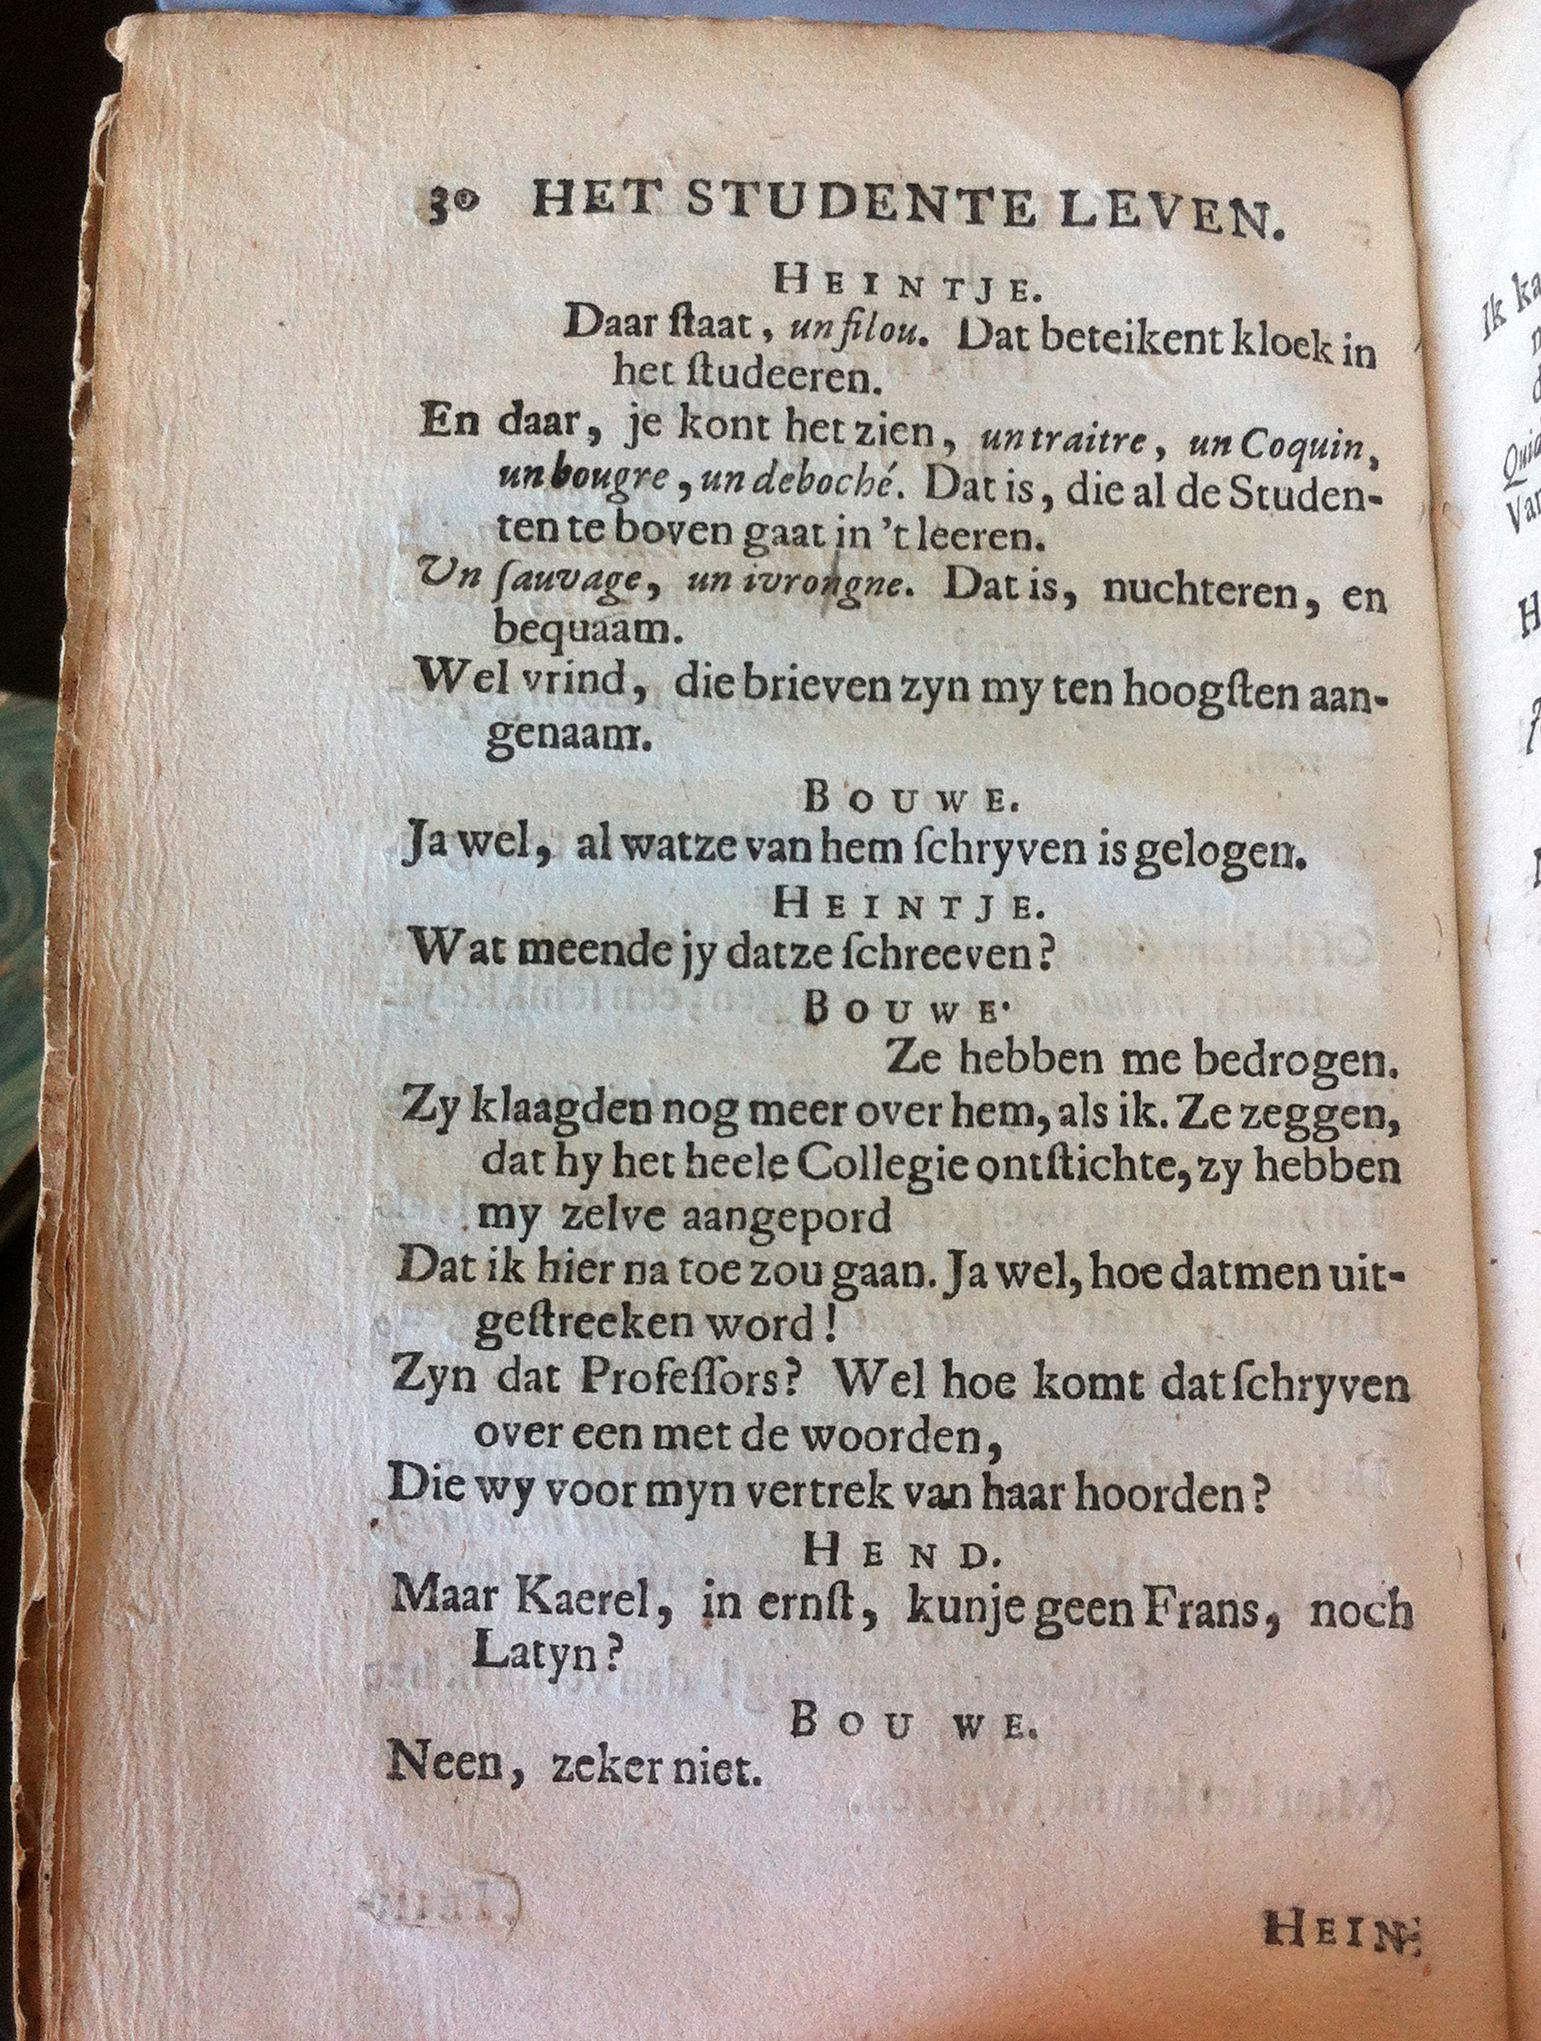 30 HET STUDENTE LEVEN.
HEINTJE.
Daar ſtaat, un filou. Dat beteikent kloek in
het ſtudeeren.
En daar, je kont het zien, un traitre, un Coquin,
un bougre, un deboché. Dat is, die al de Studen-
ten te boven gaat in 't leeren.
Un ſauvage, un ivrongne. Dat is, nuchteren, en
bequaam.
Wel vrind, die brieven zyn my ten hoogſten aan-
genaam.
BOUWE.
Ja wel, al watze van hem ſchryven is gelogen.
HEINTJE.
Wat meende jy datze ſchreeven?
BOUWE.
Ze hebben me bedrogen.
Zy klaagden nog meer over hem, als ik. Ze zeggen,
dat hy het heele Collegie ontſtichte, zy hebben
my zelve aangepord
Dat ik hier na toe zou gaan. Ja wel, hoe datmen uit-
geſtreeken word!
Zyn dat Profeſſors? Wel hoe komt dat ſchryven
over een met de woorden,
Die wy voor myn vertrek van haar hoorden?
HEND.
Maar Kaerel, in ernſt, kunje geen Frans, noch
Latyn?
BOUWE.
Neen, zeker niet.
HEIN-
Ik ka
Quid
Van
H